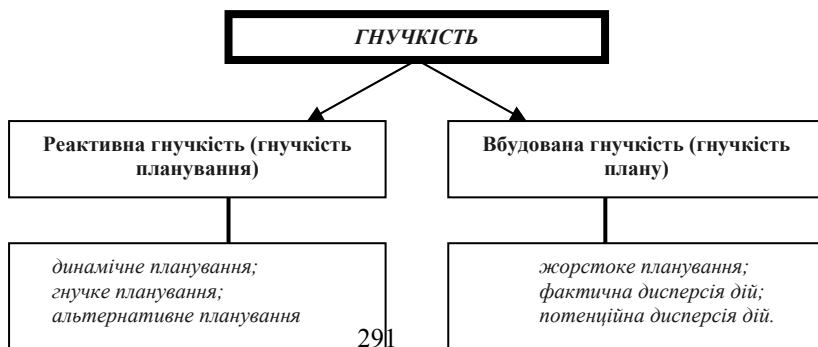 ГНУЧКІСТЬ
Реактивна гнучкість (гнучкість
планування)
Вбудована гнучкість (гнучкість
плану)
динамічне планування;
гнучке планування;
альтернативне планування
жорстоке планування;
фактична дисперсія дій;
потенційна дисперсія дій.
291